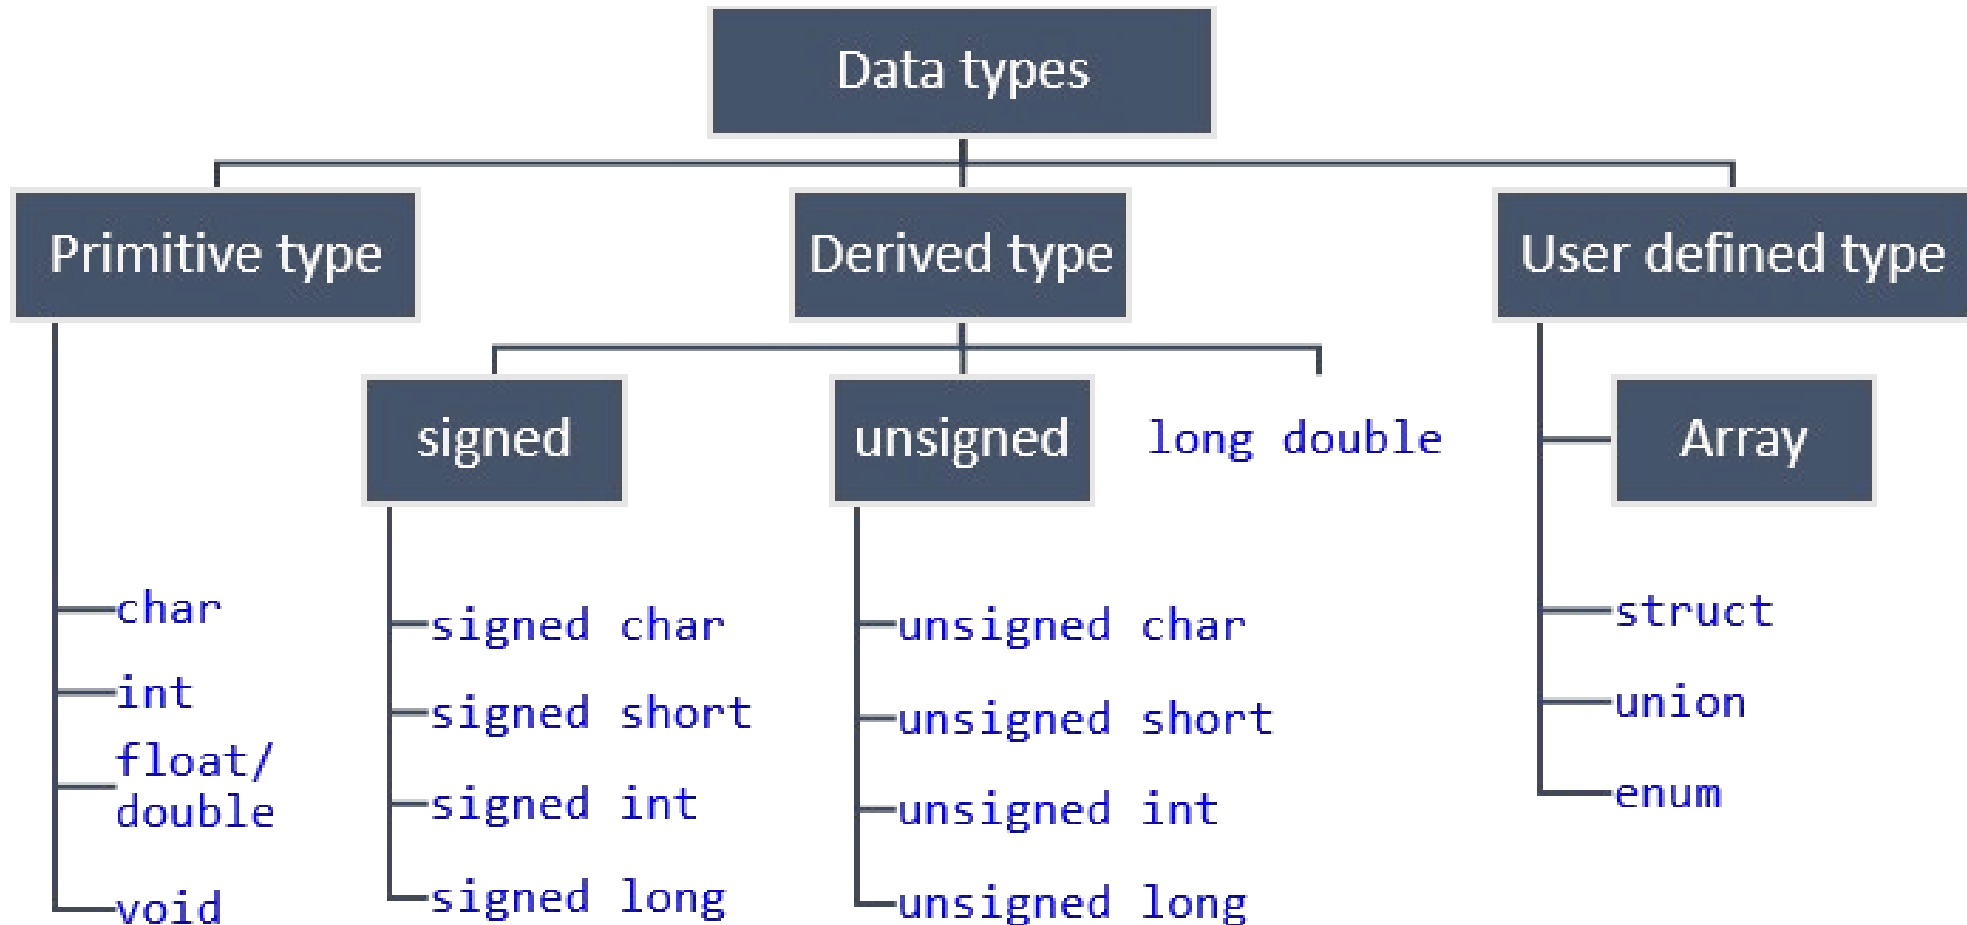 Data types
Primitive type
Derived type
User defined type
signed
unsigned
long double
Array
char
int
float/
double
void
signed char
signed short
signed int
signed long
unsigned char
unsigned short
unsigned int
unsigned long
struct
union
enum